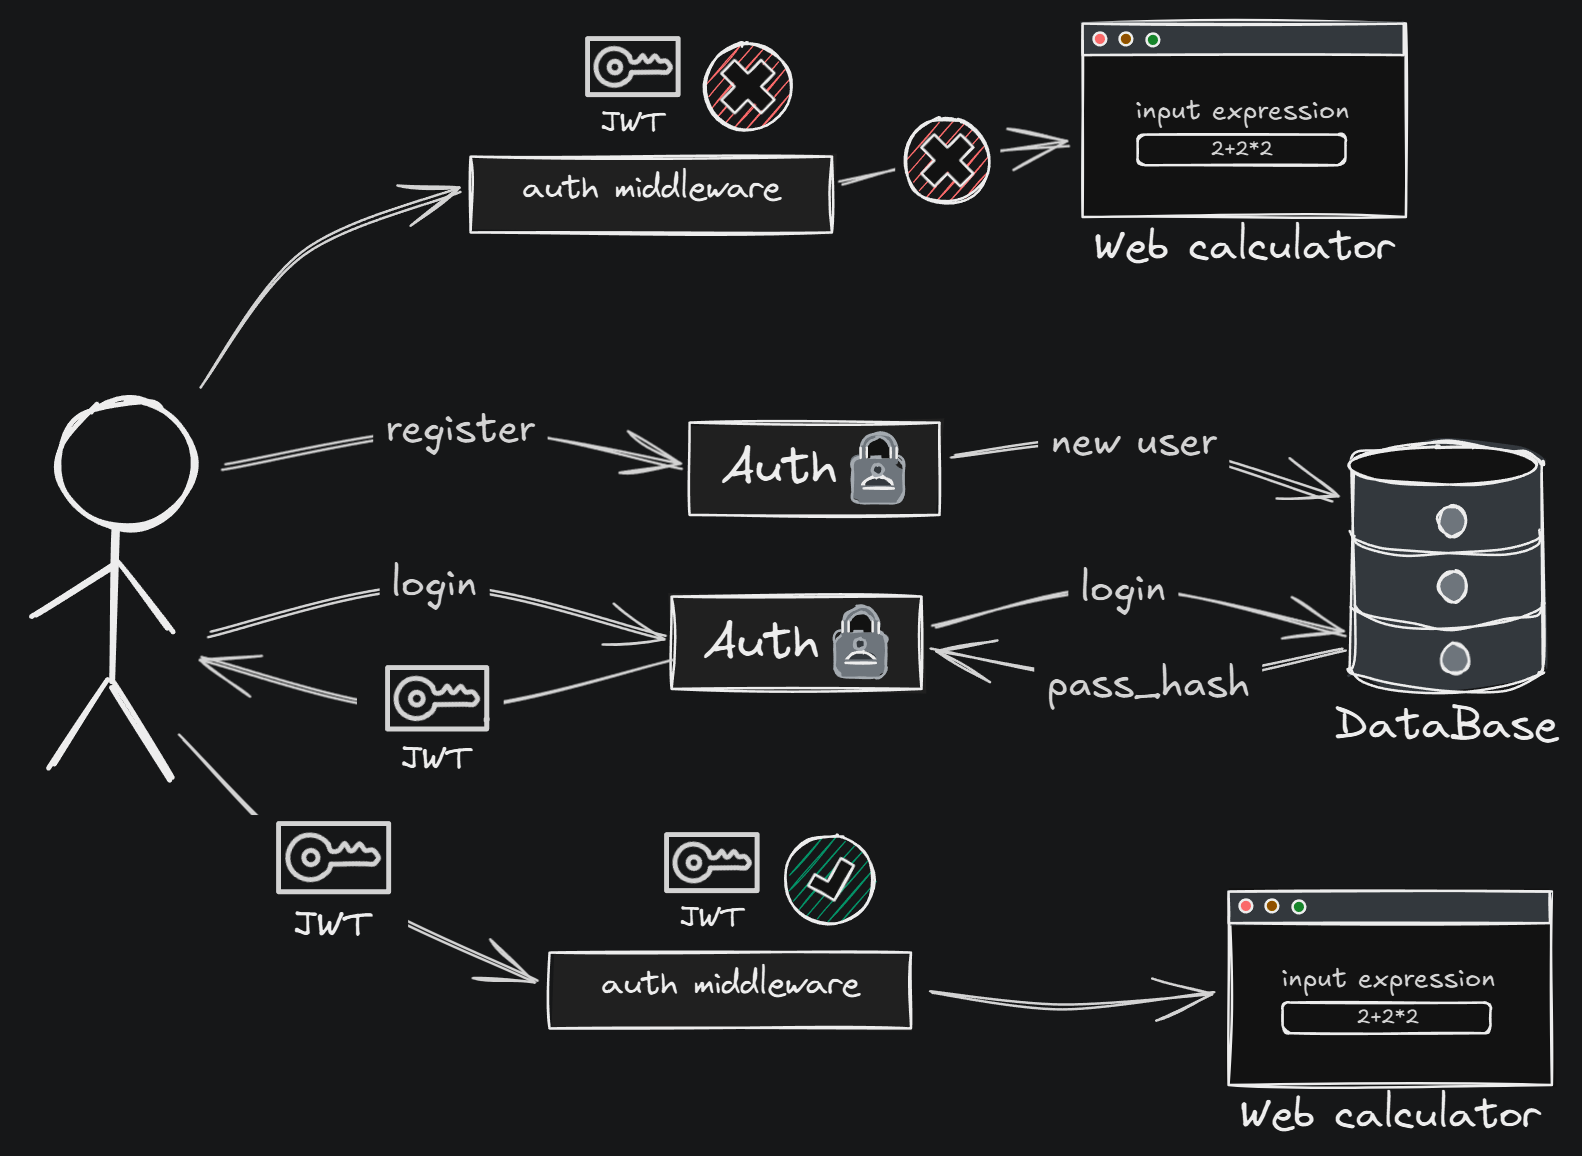 JWT
auth middleware
input expression
2+2*2
Web calculator
register
Auth
new user
login
Auth
login
pass_hash
JWT
DataBase
JWT
JWT
auth middleware
input expression
2+2*2
Web calculator